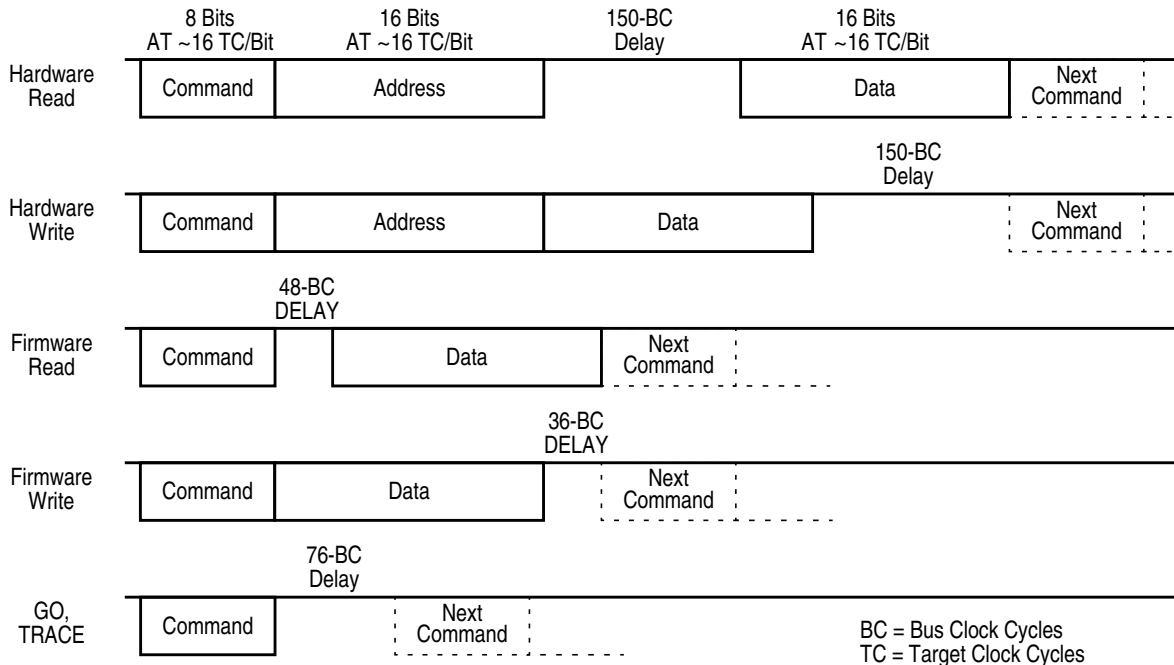 8 Bits
AT ~16 TC/Bit
16 Bits
AT ~16 TC/Bit
150-BC
Delay
16 Bits
AT ~16 TC/Bit
Hardware
Read
Command
Address
Data
Next
Command
150-BC
Delay
Hardware
Write
Command
Address
Data
Next
Command
48-BC
DELAY
Firmware
Read
Command
Data
Next
Command
36-BC
DELAY
Firmware
Write
Command
Data
Next
Command
76-BC
Delay
GO,
TRACE
Command
Next
Command
BC = Bus Clock Cycles
TC = Target Clock Cycles